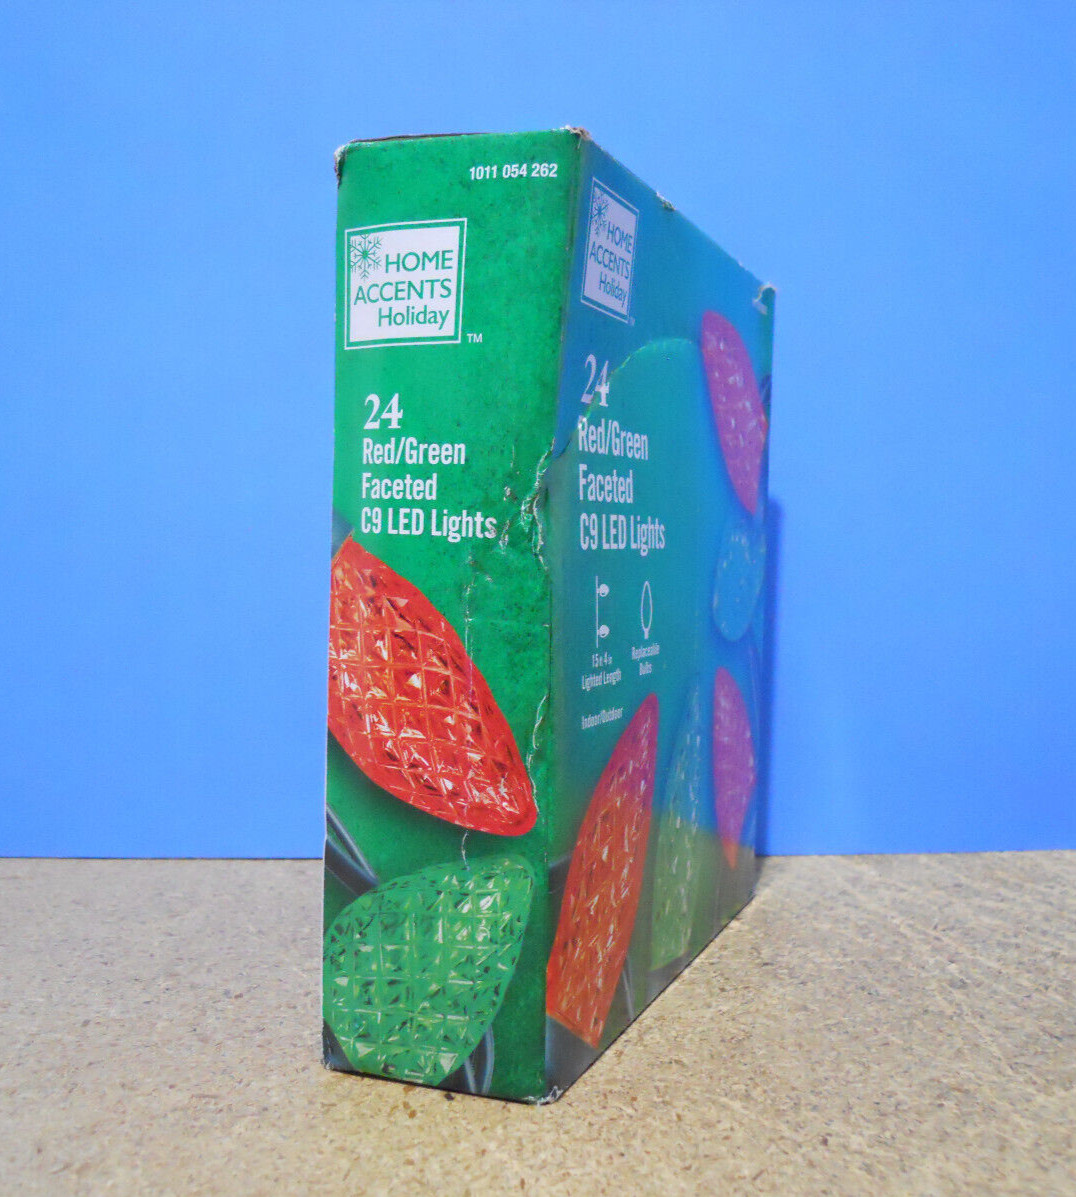 1011 054 262
HOME
ACCENTS
Holiday
TM
24
Red/Green
Faceted
C9 LED Lights
HOME
ACCENTS
Holiday
TM
24
Red/Green
Faceted
C9 LED Lights
Lighted Length
Replaceable
Bulbs
Indoor/Outdoor